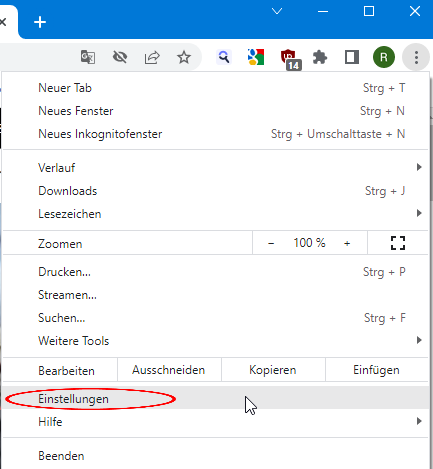 R
14
Neuer Tab Strg + T
Neues Fenster Strg + N
Neues Inkognitofenster Strg + Umschalttaste + N
Verlauf
Downloads Strg + J
Lesezeichen
Zoomen − 100 % +
Drucken... Strg + P
Streamen...
Suchen... Strg + F
Weitere Tools
Bearbeiten Ausschneiden Kopieren Einfügen
Einstellungen
Hilfe
Beenden